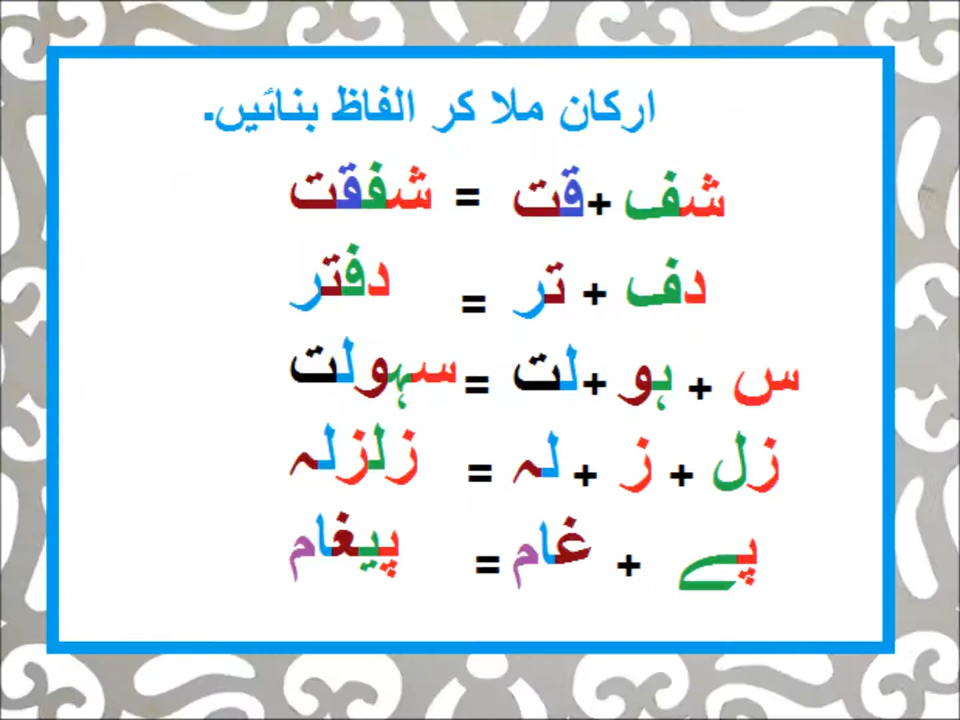 ارکان ملا کر الفاظ بنائیں۔
شف + قت = شفقت
دف + تر = دفتر
س + ہو + لت = سہولت
زل + ز + لہ = زلزلہ
پے + غام = پیغام